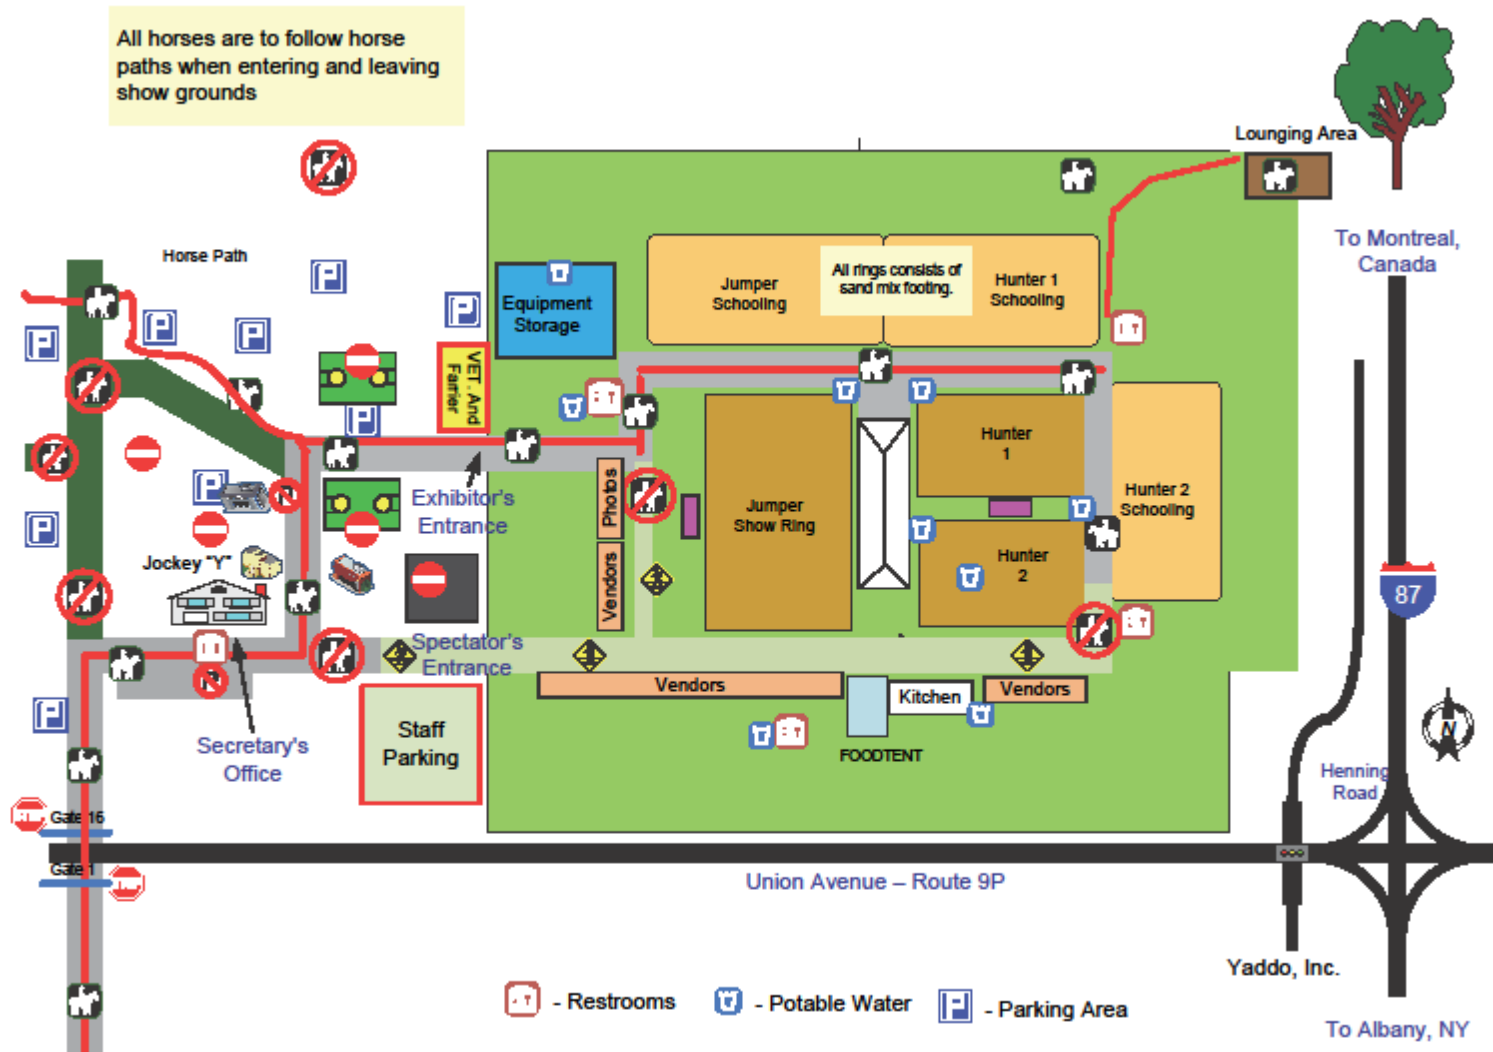 All horses are to follow horse
paths when entering and leaving
show grounds
Lounging Area
To Montreal,
Canada
Horse Path
Equipment
Storage
Jumper
Schooling
All rings consists of
sand mix footing.
Hunter 1
Schooling
VET - And
Farrier
Exhibitor's
Entrance
Photos
Vendors
Jumper
Show Ring
Hunter
1
Hunter
2
Hunter 2
Schooling
Jockey "Y"
87
Spectator's
Entrance
Secretary's
Office
Staff
Parking
Vendors
Kitchen
Vendors
FOODTENT
N
Henning
Road
Gate 16
Gate 1
Union Avenue – Route 9P
Yaddo, Inc.
- Restrooms
- Potable Water
- Parking Area
To Albany, NY
P
P
P
P
P
P
P
P
P
P